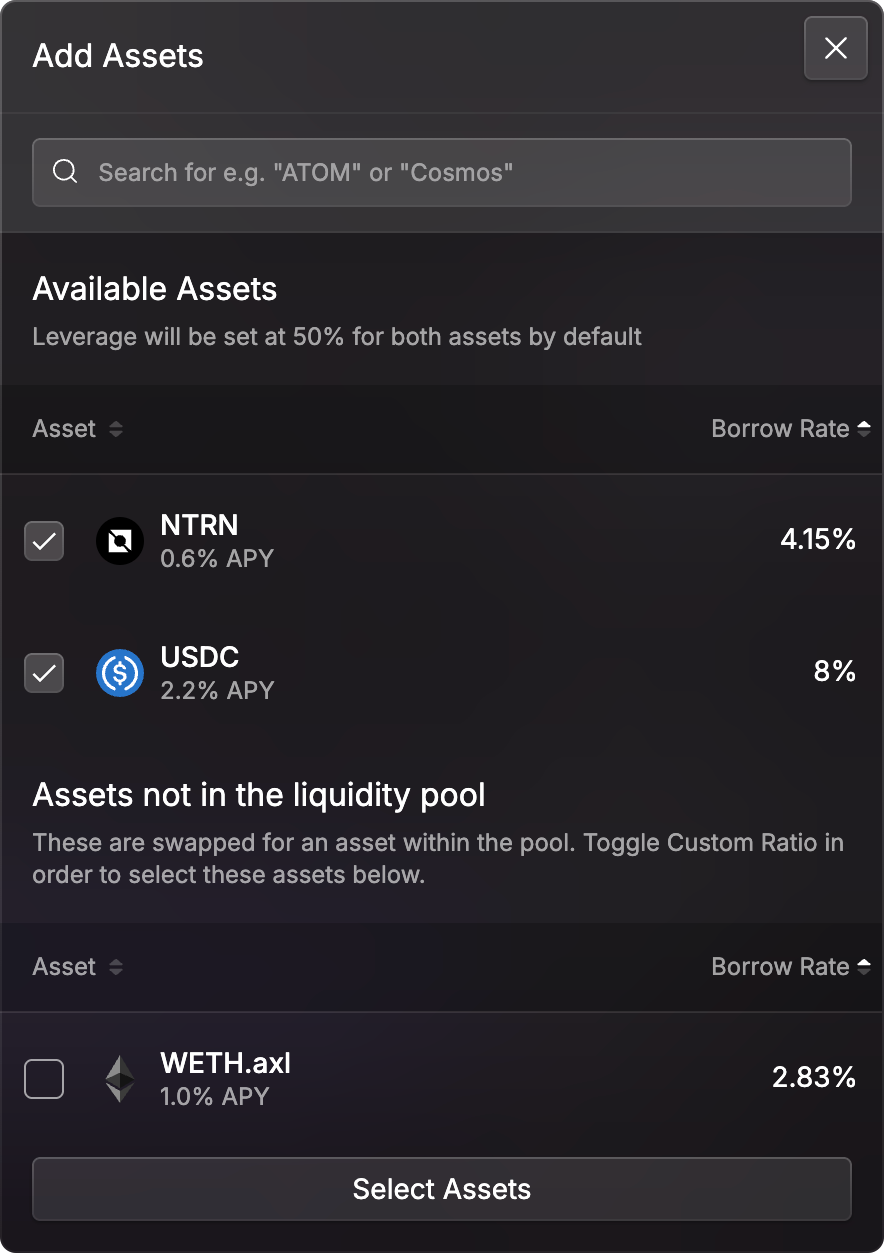 Add Assets
Search for e.g. "ATOM" or "Cosmos"
Available Assets
Leverage will be set at 50% for both assets by default
Asset Borrow Rate
NTRN
0.6% APY
4.15%
USDC
2.2% APY
8%
Assets not in the liquidity pool
These are swapped for an asset within the pool. Toggle Custom Ratio in
order to select these assets below.
Asset Borrow Rate
WETH.axl
1.0% APY
2.83%
Select Assets